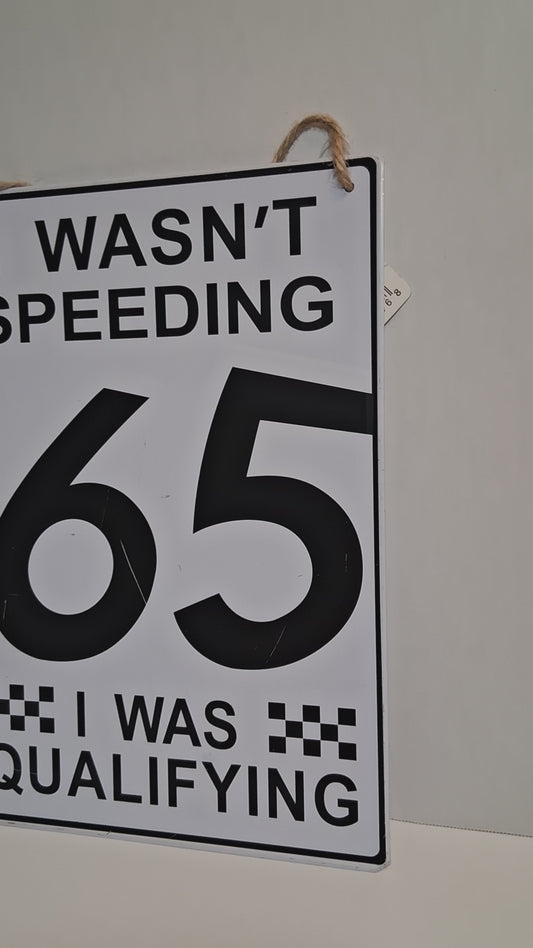 WASN'T
SPEEDING
65
I WAS
QUALIFYING